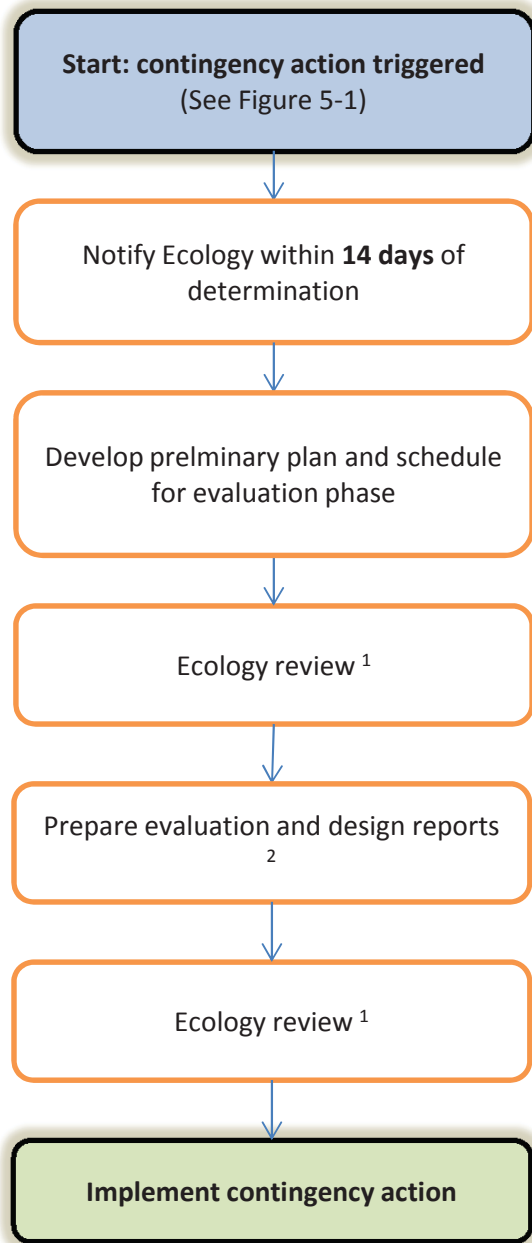 Start: contingency action triggered
(See Figure 5-1)
Notify Ecology within 14 days of
determination
Develop prelminary plan and schedule
for evaluation phase
Ecology review 1
Prepare evaluation and design reports
2
Ecology review 1
Implement contingency action